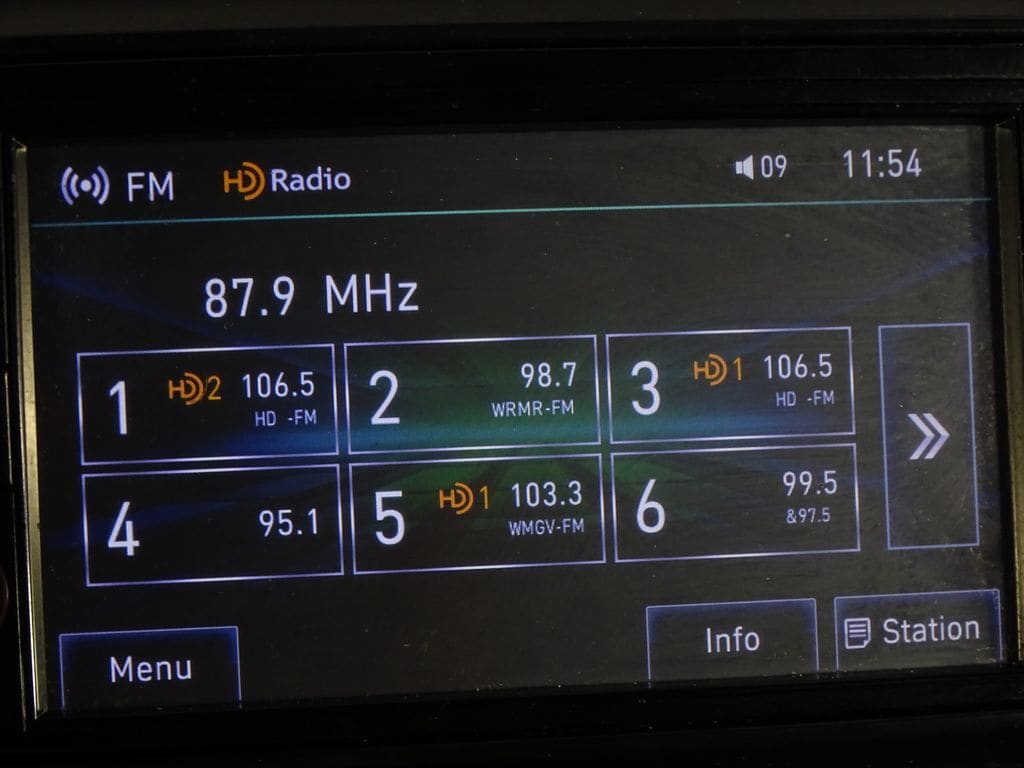 FM HD Radio 09 11:54
87.9 MHz
1 HD2 106.5
HD -FM
2 98.7
WRMR-FM
3 HD1 106.5
HD -FM
4 95.1
5 HD1 103.3
WMGV-FM
6 99.5
&97.5
Menu Info Station